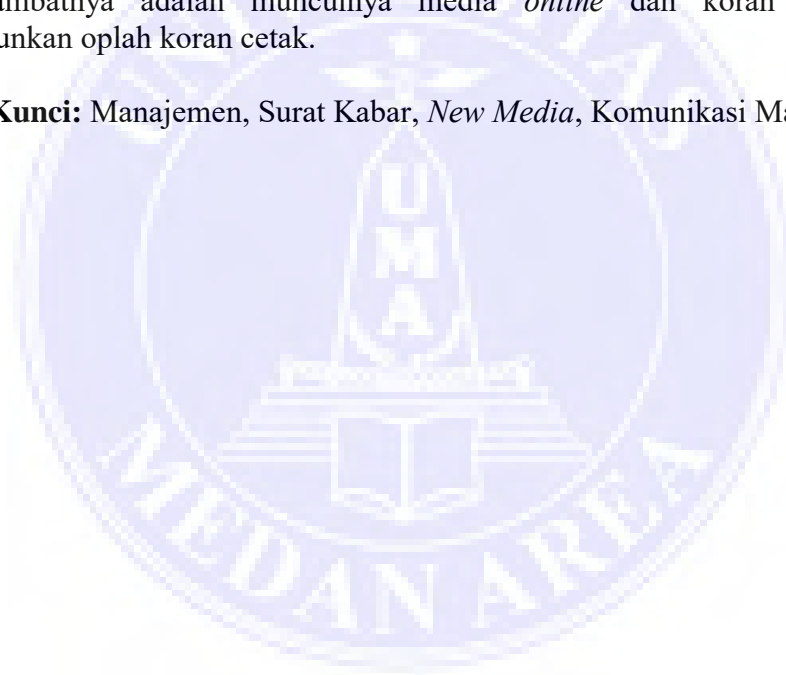 adalah munculnya media online dan koran
unkan oplah koran cetak.
Kunci: Manajemen, Surat Kabar, New Media, Komunikasi Ma
UNIVERSITAS
UMA
MEDAN AREA